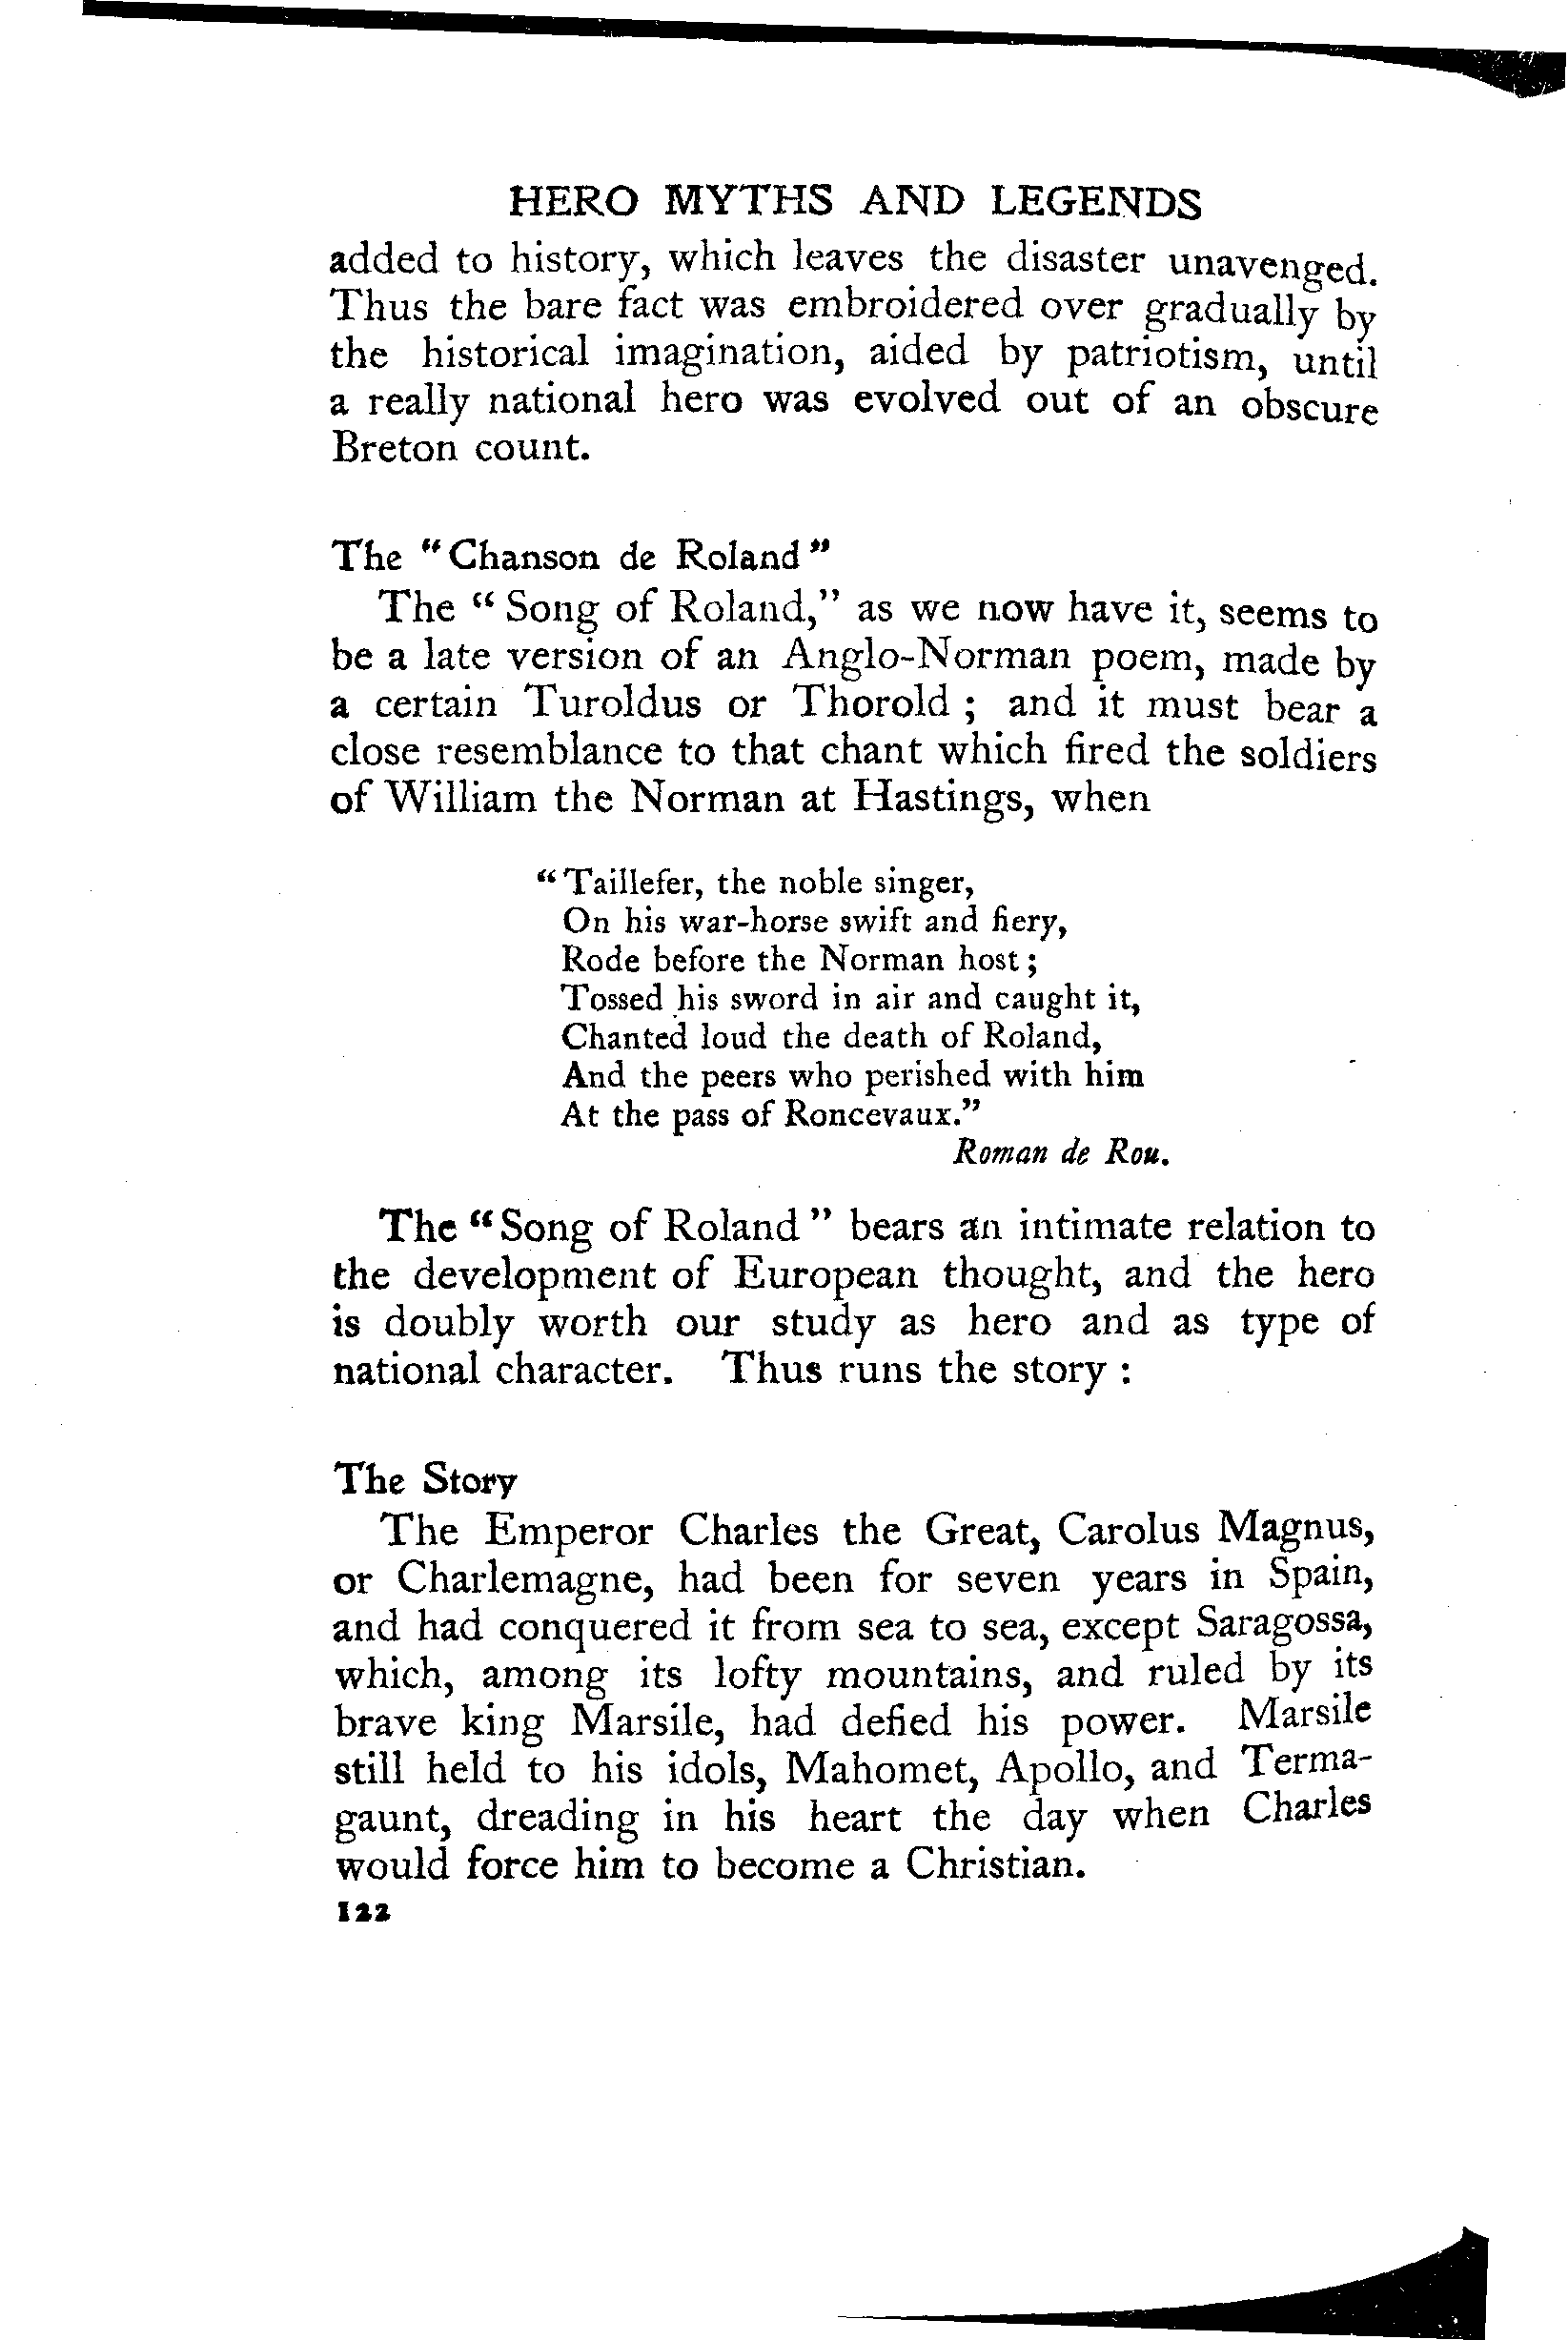 HERO MYTHS AND LEGENDS
added to history, which leaves the disaster unavenged.
Thus the bare fact was embroidered over gradually by
the historical imagination, aided by patriotism, until
a really national hero was evolved out of an obscure
Breton count.
The “Chanson de Roland”
The “Song of Roland,” as we now have it, seems to
be a late version of an Anglo-Norman poem, made by
a certain Turoldus or Thorold ; and it must bear a
close resemblance to that chant which fired the soldiers
of William the Norman at Hastings, when
“Taillefer, the noble singer,
On his war-horse swift and fiery,
Rode before the Norman host ;
Tossed his sword in air and caught it,
Chanted loud the death of Roland,
And the peers who perished with him
At the pass of Roncevaux.”
Roman de Rou.
The “Song of Roland” bears an intimate relation to
the development of European thought, and the hero
is doubly worth our study as hero and as type of
national character. Thus runs the story :
The Story
The Emperor Charles the Great, Carolus Magnus,
or Charlemagne, had been for seven years in Spain,
and had conquered it from sea to sea, except Saragossa,
which, among its lofty mountains, and ruled by its
brave king Marsile, had defied his power. Marsile
still held to his idols, Mahomet, Apollo, and Terma-
gaunt, dreading in his heart the day when Charles
would force him to become a Christian.
122